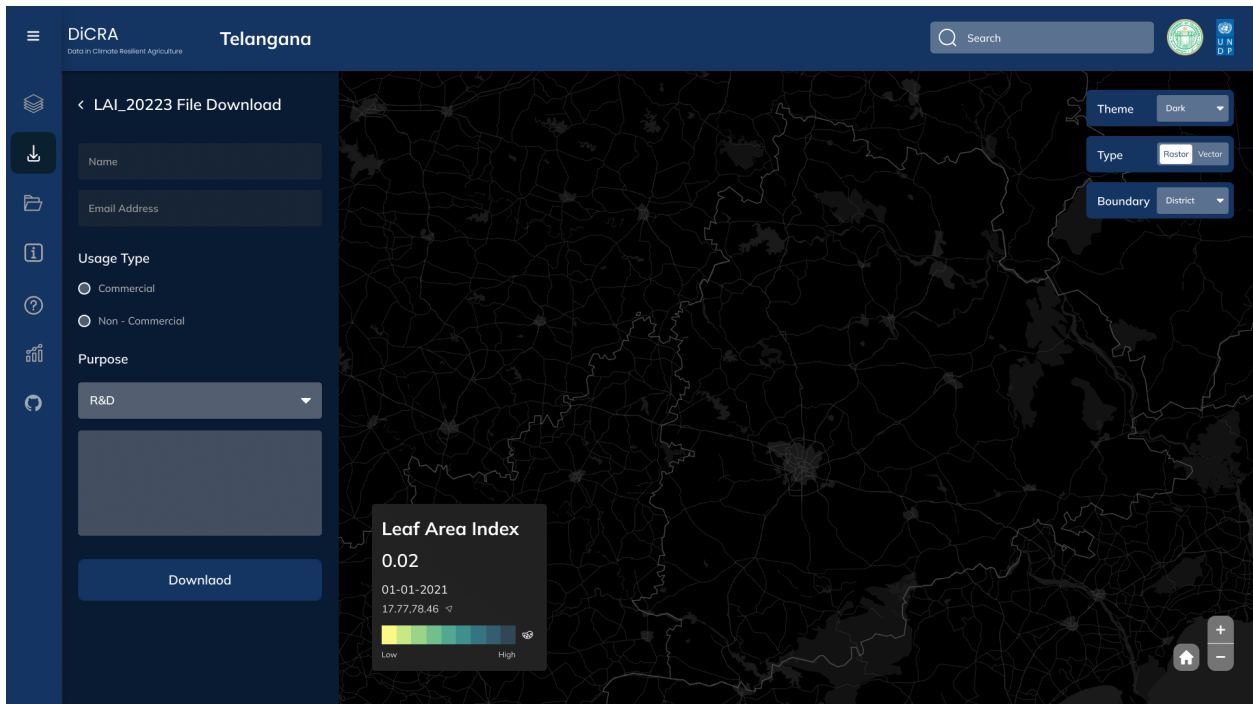 DiCRA
Data in Climate Resilient Agriculture
Telangana
Search
U N
D P
< LAI_20223 File Download
Name
Email Address
Usage Type
Commercial
Non - Commercial
Purpose
R&D
Downlaod
Theme
Dark
Type
Rastor
Vector
Boundary
District
Leaf Area Index
0.02
01-01-2021
17.77,78.46
Low
High
+
−